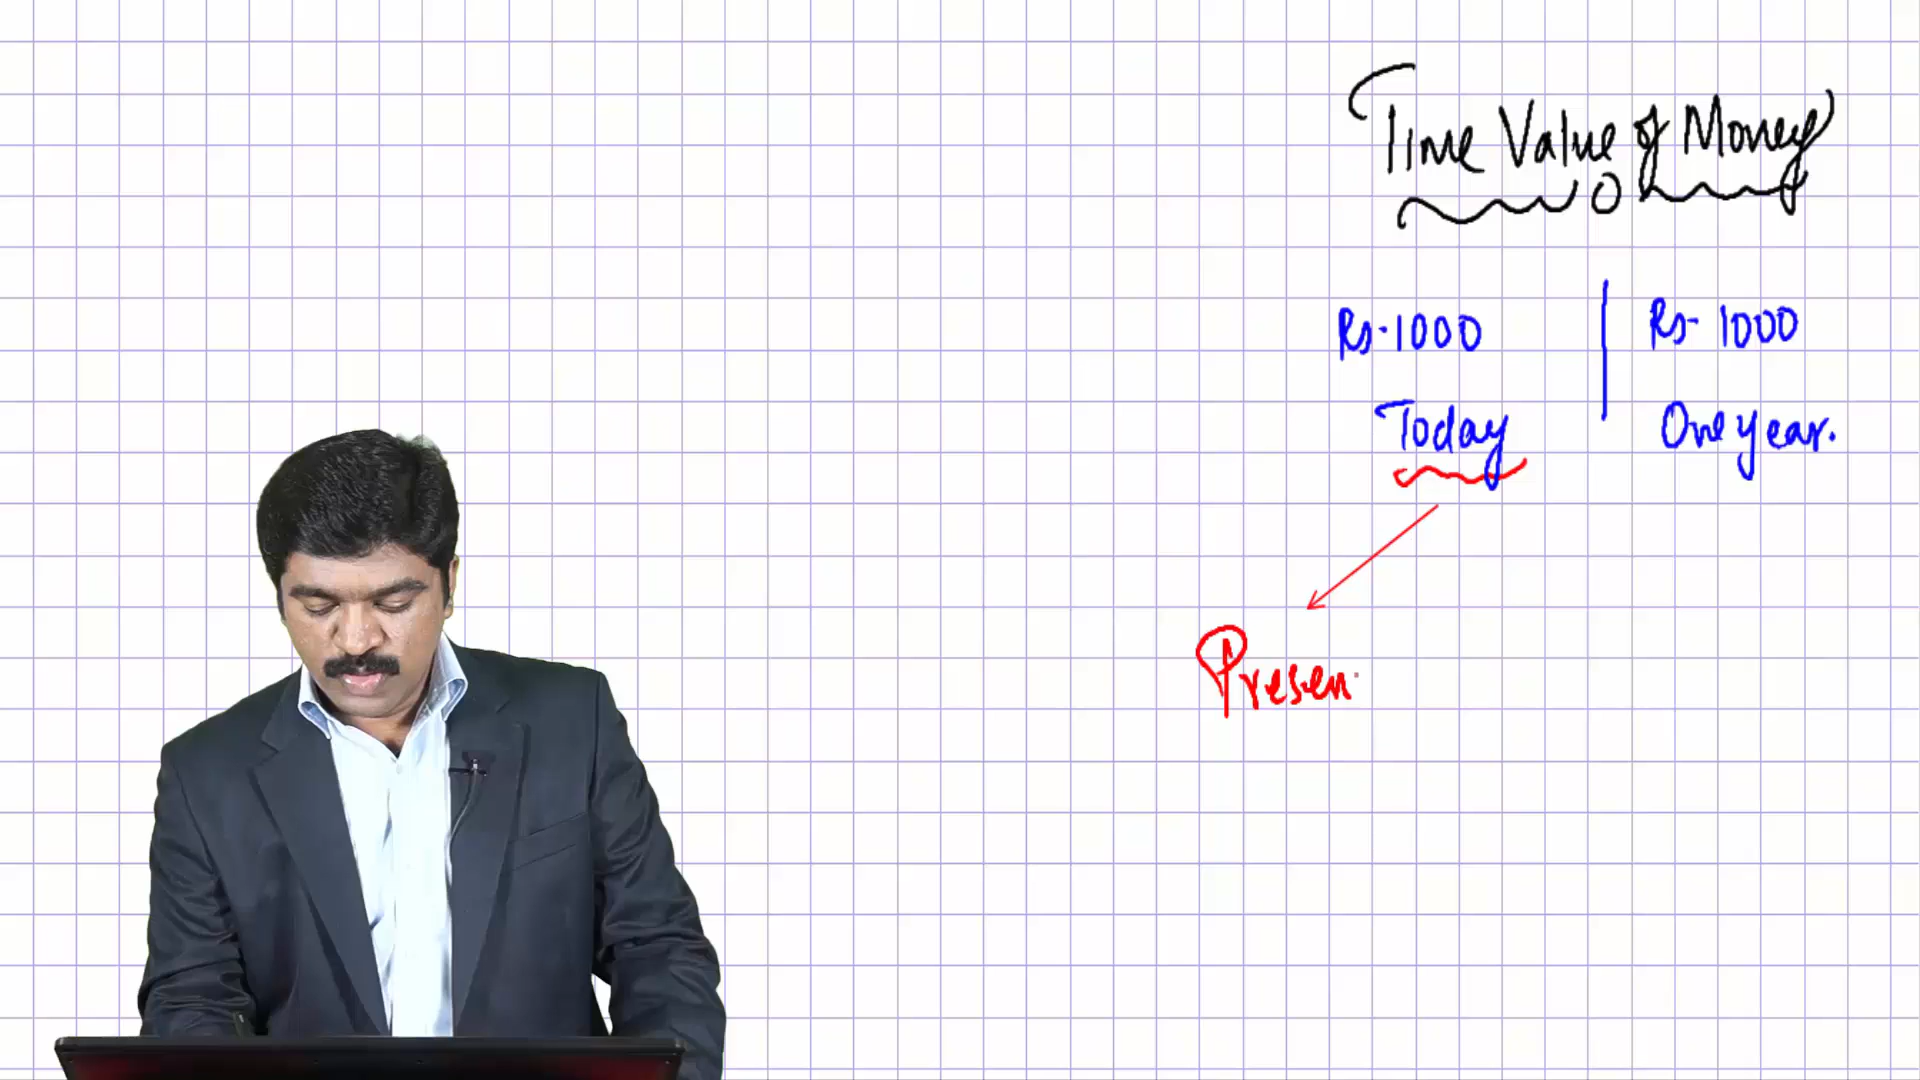 Time Value of Money
Rs. 1000 | Rs. 1000
Today One year.
Presen